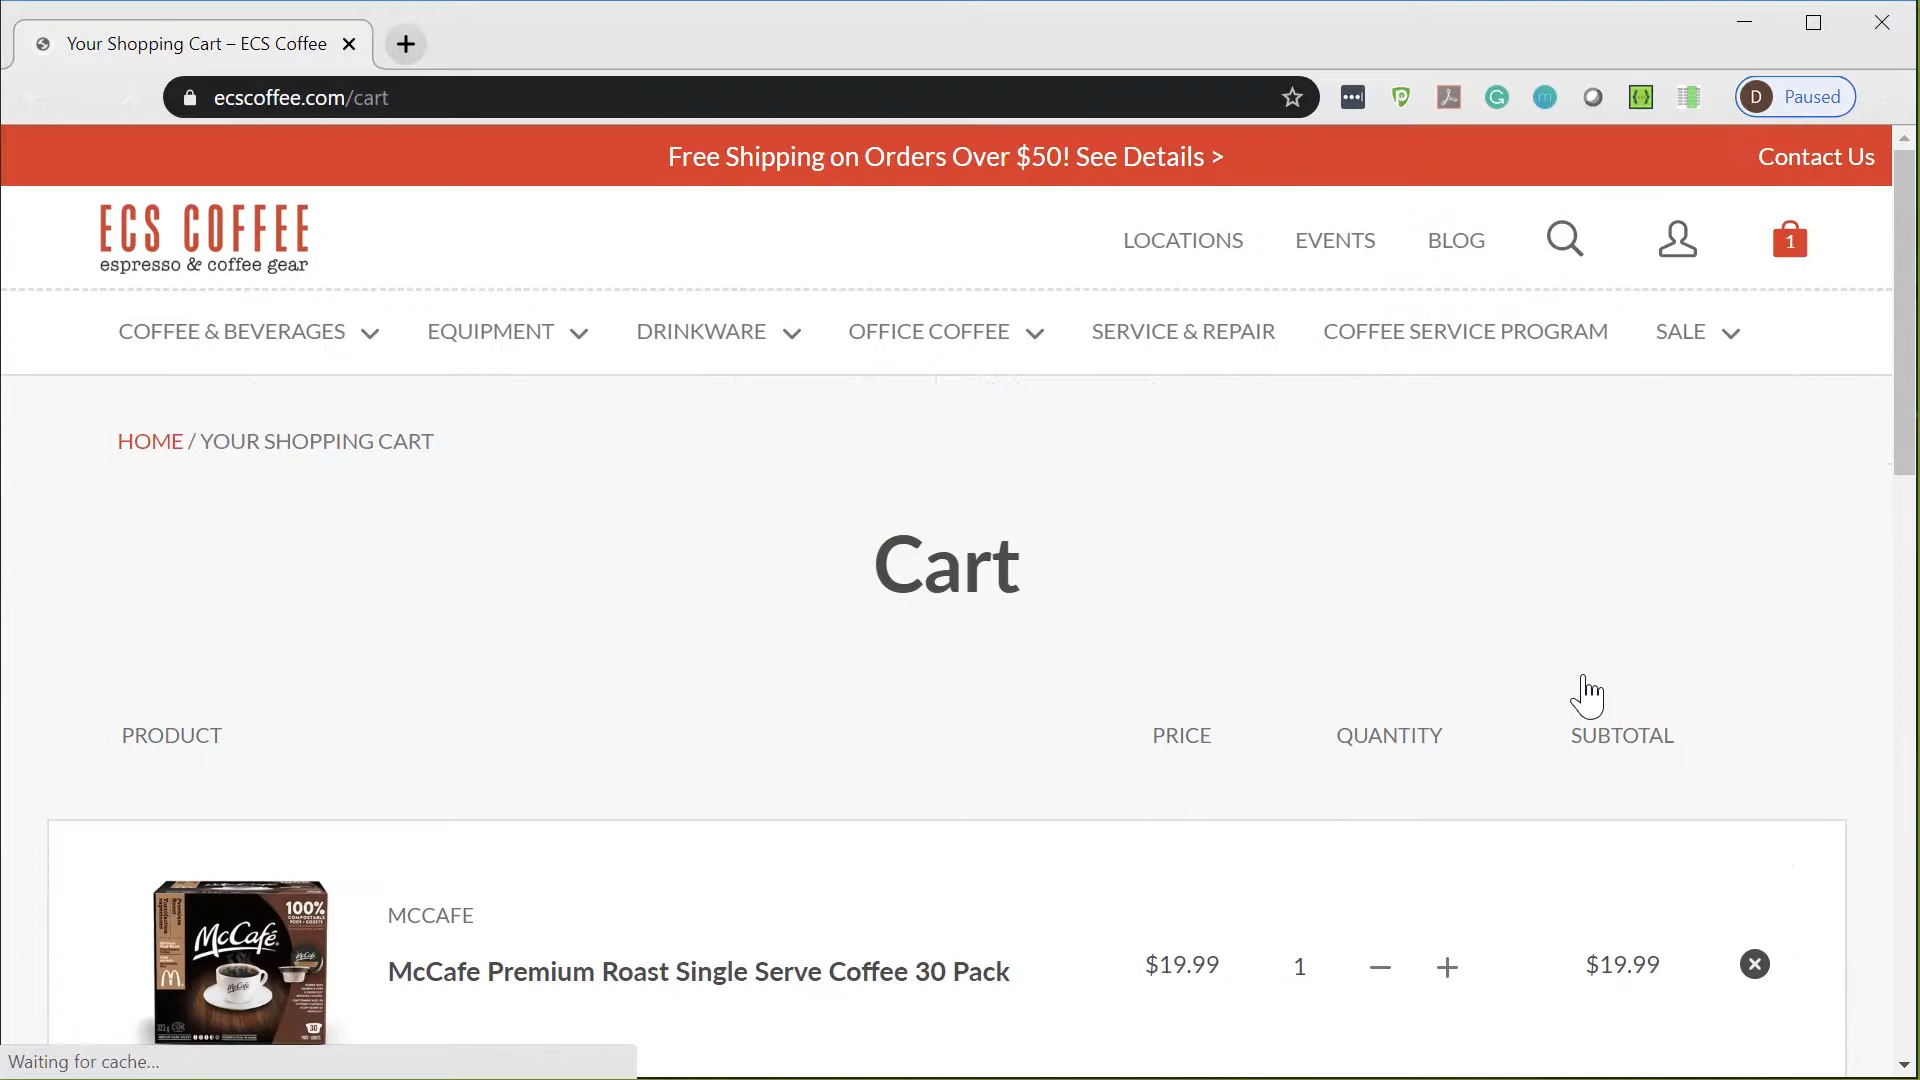 Your Shopping Cart – ECS Coffee
ecscoffee.com/cart
D Paused
Free Shipping on Orders Over $50! See Details >
Contact Us
ECS COFFEE
espresso & coffee gear
LOCATIONS EVENTS BLOG 1
COFFEE & BEVERAGES EQUIPMENT DRINKWARE OFFICE COFFEE SERVICE & REPAIR COFFEE SERVICE PROGRAM SALE
HOME / YOUR SHOPPING CART
Cart
PRODUCT PRICE QUANTITY SUBTOTAL
100%
McCafé
30
MCCAFE
McCafe Premium Roast Single Serve Coffee 30 Pack
$19.99 1 $19.99
Waiting for cache...